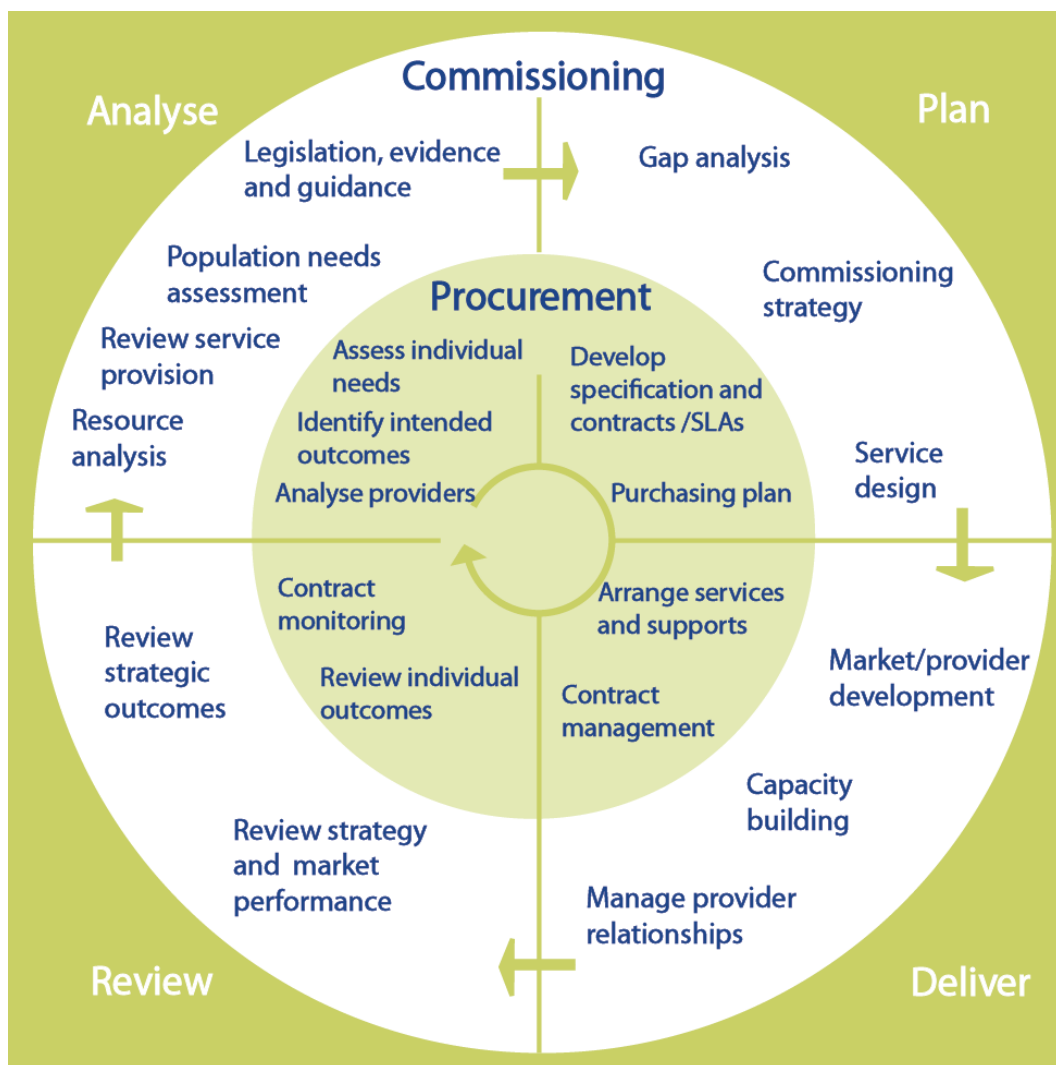 Commissioning
Analyse
Plan
Legislation, evidence
and guidance
Gap analysis
Population needs
assessment
Commissioning
strategy
Review service
provision
Resource
analysis
Service
design
Procurement
Assess individual
needs
Identify intended
outcomes
Analyse providers
Develop
specification and
contracts /SLAs
Purchasing plan
Contract
monitoring
Review individual
outcomes
Arrange services
and supports
Contract
management
Review
strategic
outcomes
Market/provider
development
Capacity
building
Review strategy
and market
performance
Manage provider
relationships
Review
Deliver